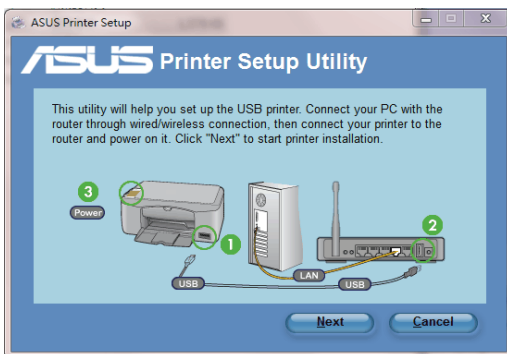 ASUS Printer Setup
ASUS Printer Setup Utility
This utility will help you set up the USB printer. Connect your PC with the
router through wired/wireless connection, then connect your printer to the
router and power on it. Click "Next" to start printer installation.
3
Power
1
2
LAN
USB
USB
Next
Cancel